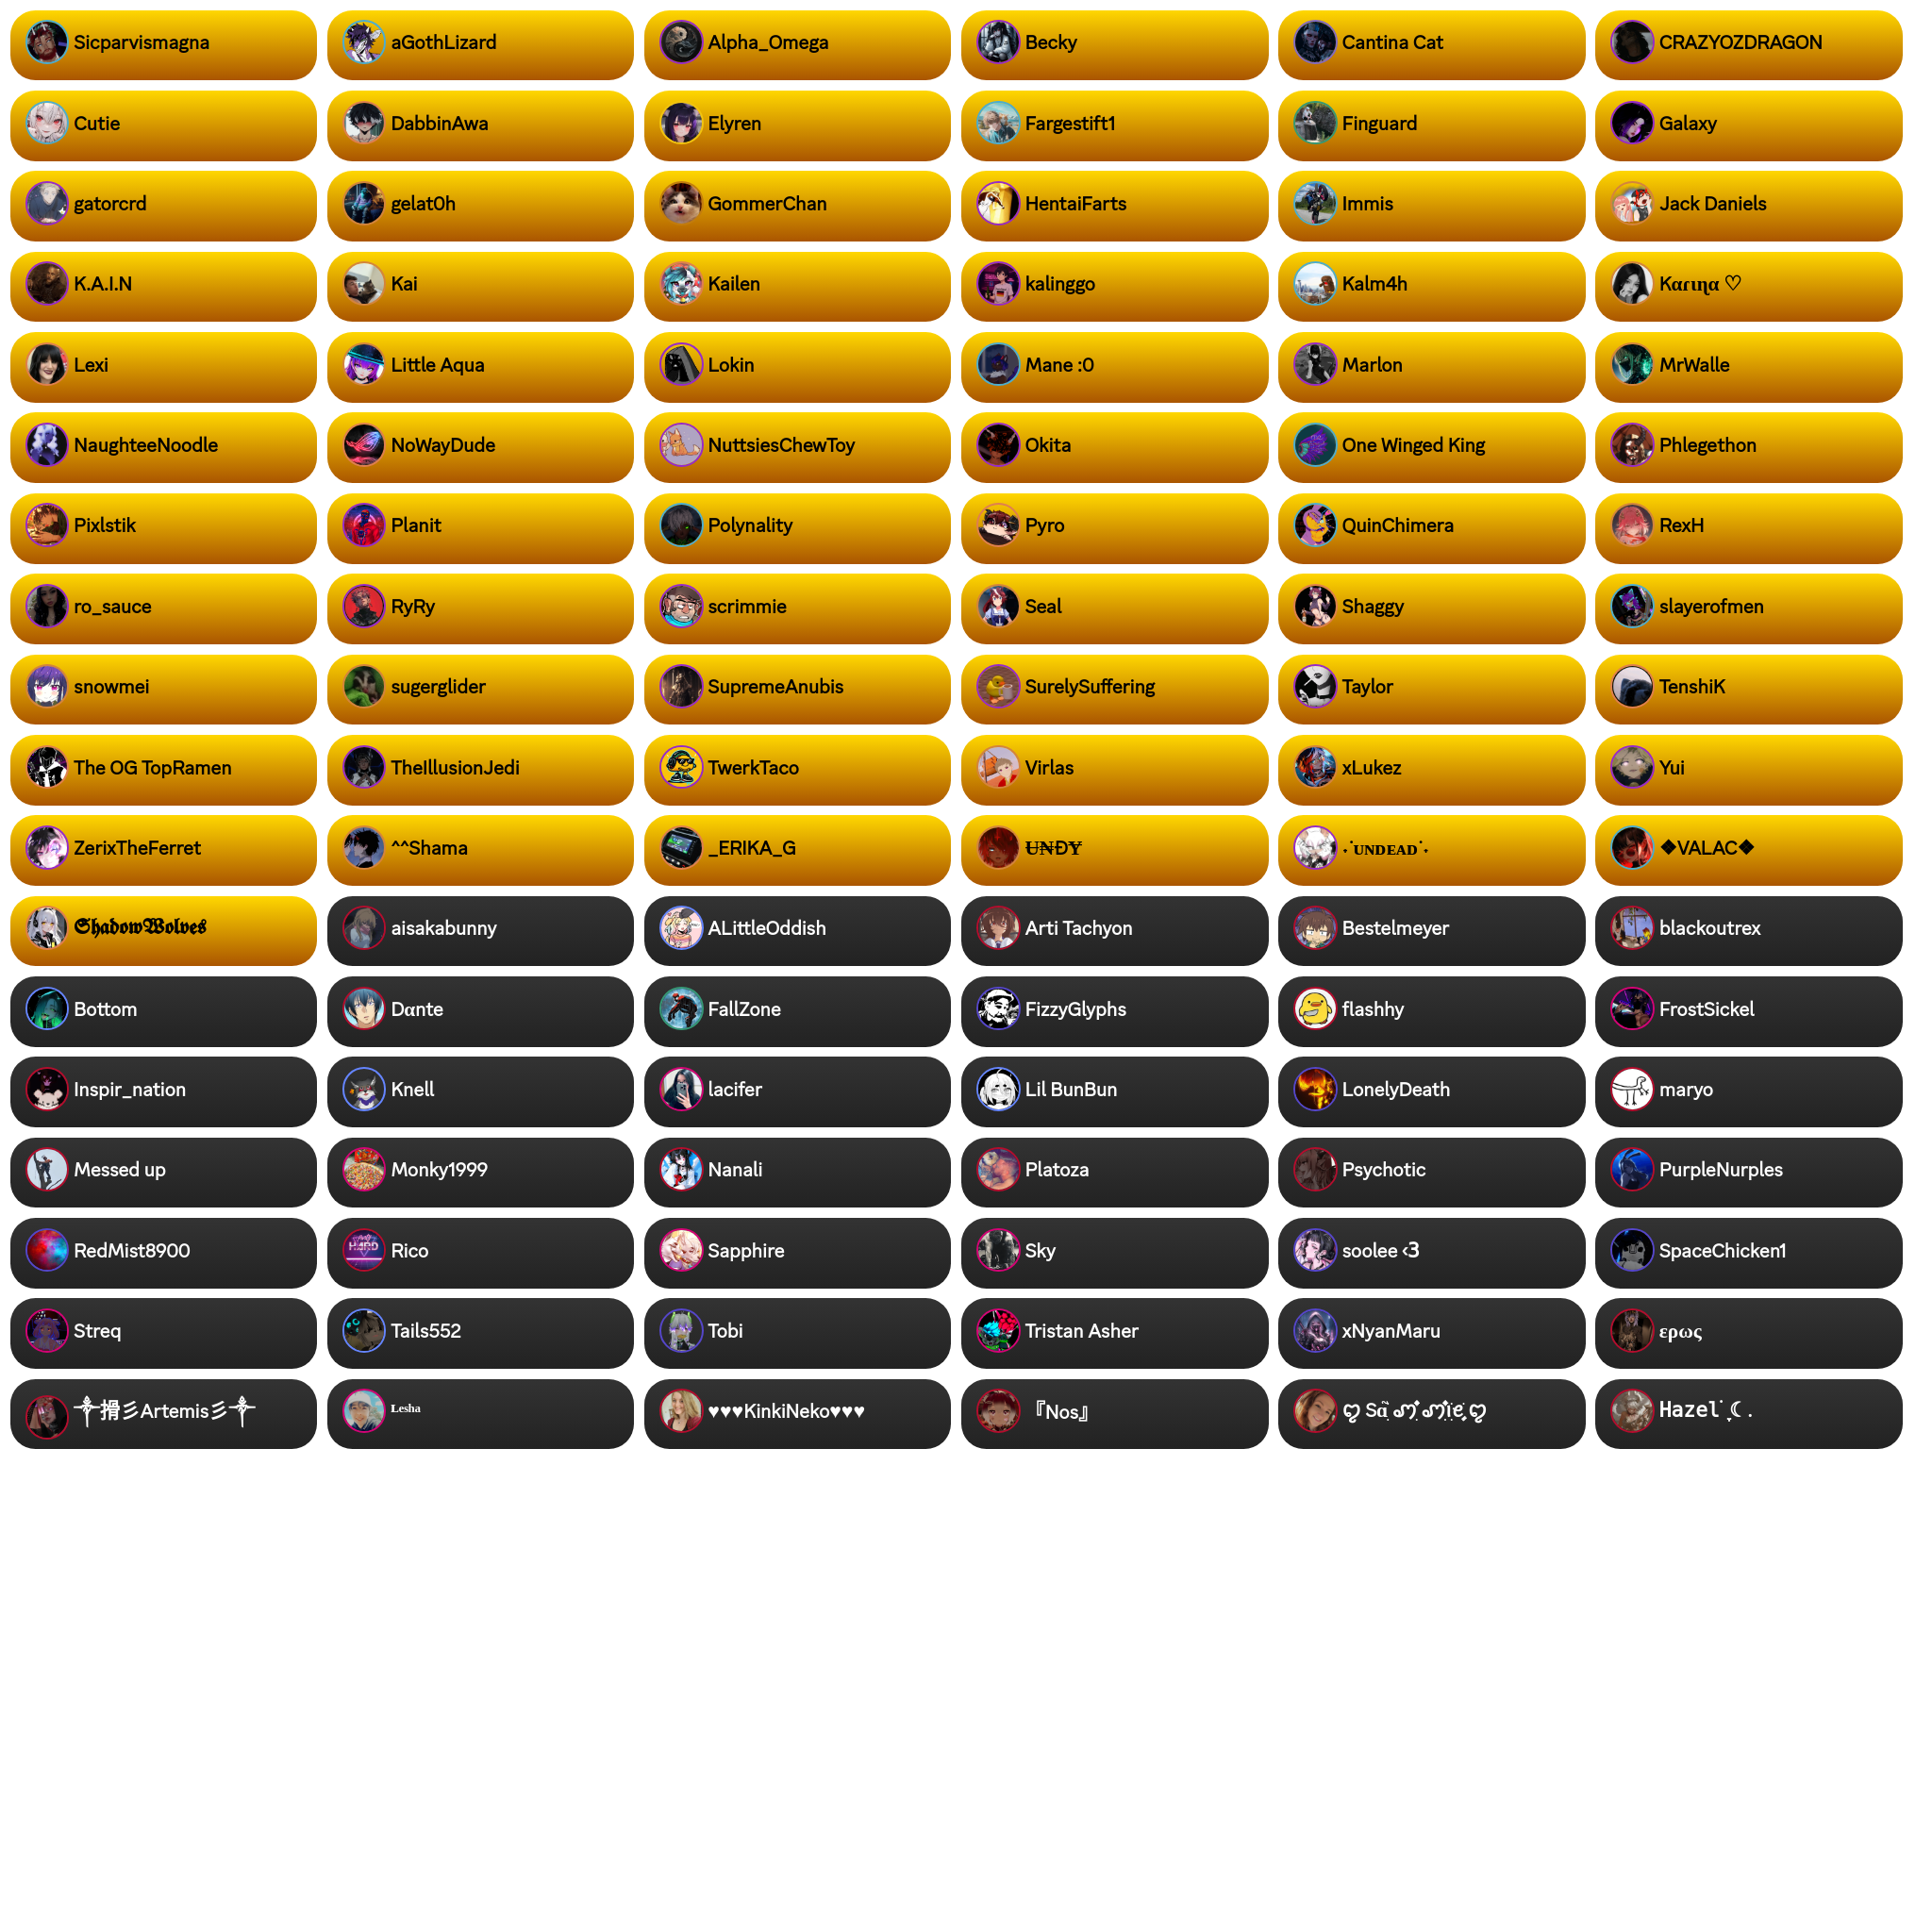 Sicparvismagna
aGothLizard
Alpha_Omega
Becky
Cantina Cat
CRAZYOZDRAGON
Cutie
DabbinAwa
Elyren
Fargestift1
Finguard
Galaxy
gatorcrd
gelat0h
GommerChan
HentaiFarts
Immis
Jack Daniels
K.A.I.N
Kai
Kailen
kalinggo
Kalm4h
Kαɾιɳα ♡
Lexi
Little Aqua
Lokin
Mane :0
Marlon
MrWalle
NaughteeNoodle
NoWayDude
NuttsiesChewToy
Okita
One Winged King
Phlegethon
Pixlstik
Planit
Polynality
Pyro
QuinChimera
RexH
ro_sauce
RyRy
scrimmie
Seal
Shaggy
slayerofmen
snowmei
sugerglider
SupremeAnubis
SurelySuffering
Taylor
TenshiK
The OG TopRamen
TheIllusionJedi
TwerkTaco
Virlas
xLukez
Yui
ZerixTheFerret
^^Shama
_ERIKA_G
U̶₦ĐɎ
˖˙ᴜɴᴅᴇᴀᴅ˙˖
❖VALAC❖
𝕾𝖍𝖆𝖉𝖔𝖜𝖂𝖔𝖑𝖛𝖊𝖘
aisakabunny
ALittleOddish
Arti Tachyon
Bestelmeyer
blackoutrex
Bottom
Dαnte
FallZone
FizzyGlyphs
flashhy
FrostSickel
Inspir_nation
Knell
lacifer
Lil BunBun
LonelyDeath
maryo
Messed up
Monky1999
Nanali
Platoza
Psychotic
PurpleNurples
RedMist8900
Rico
Sapphire
Sky
soolee <3
SpaceChicken1
Streq
Tails552
Tobi
Tristan Asher
xNyanMaru
ερως
༒搰彡Artemis彡༒
ᴸᵉˢʰᵃ
♥♥♥KinkiNeko♥♥♥
『Nos』
Hazel ݁ ˖☾.